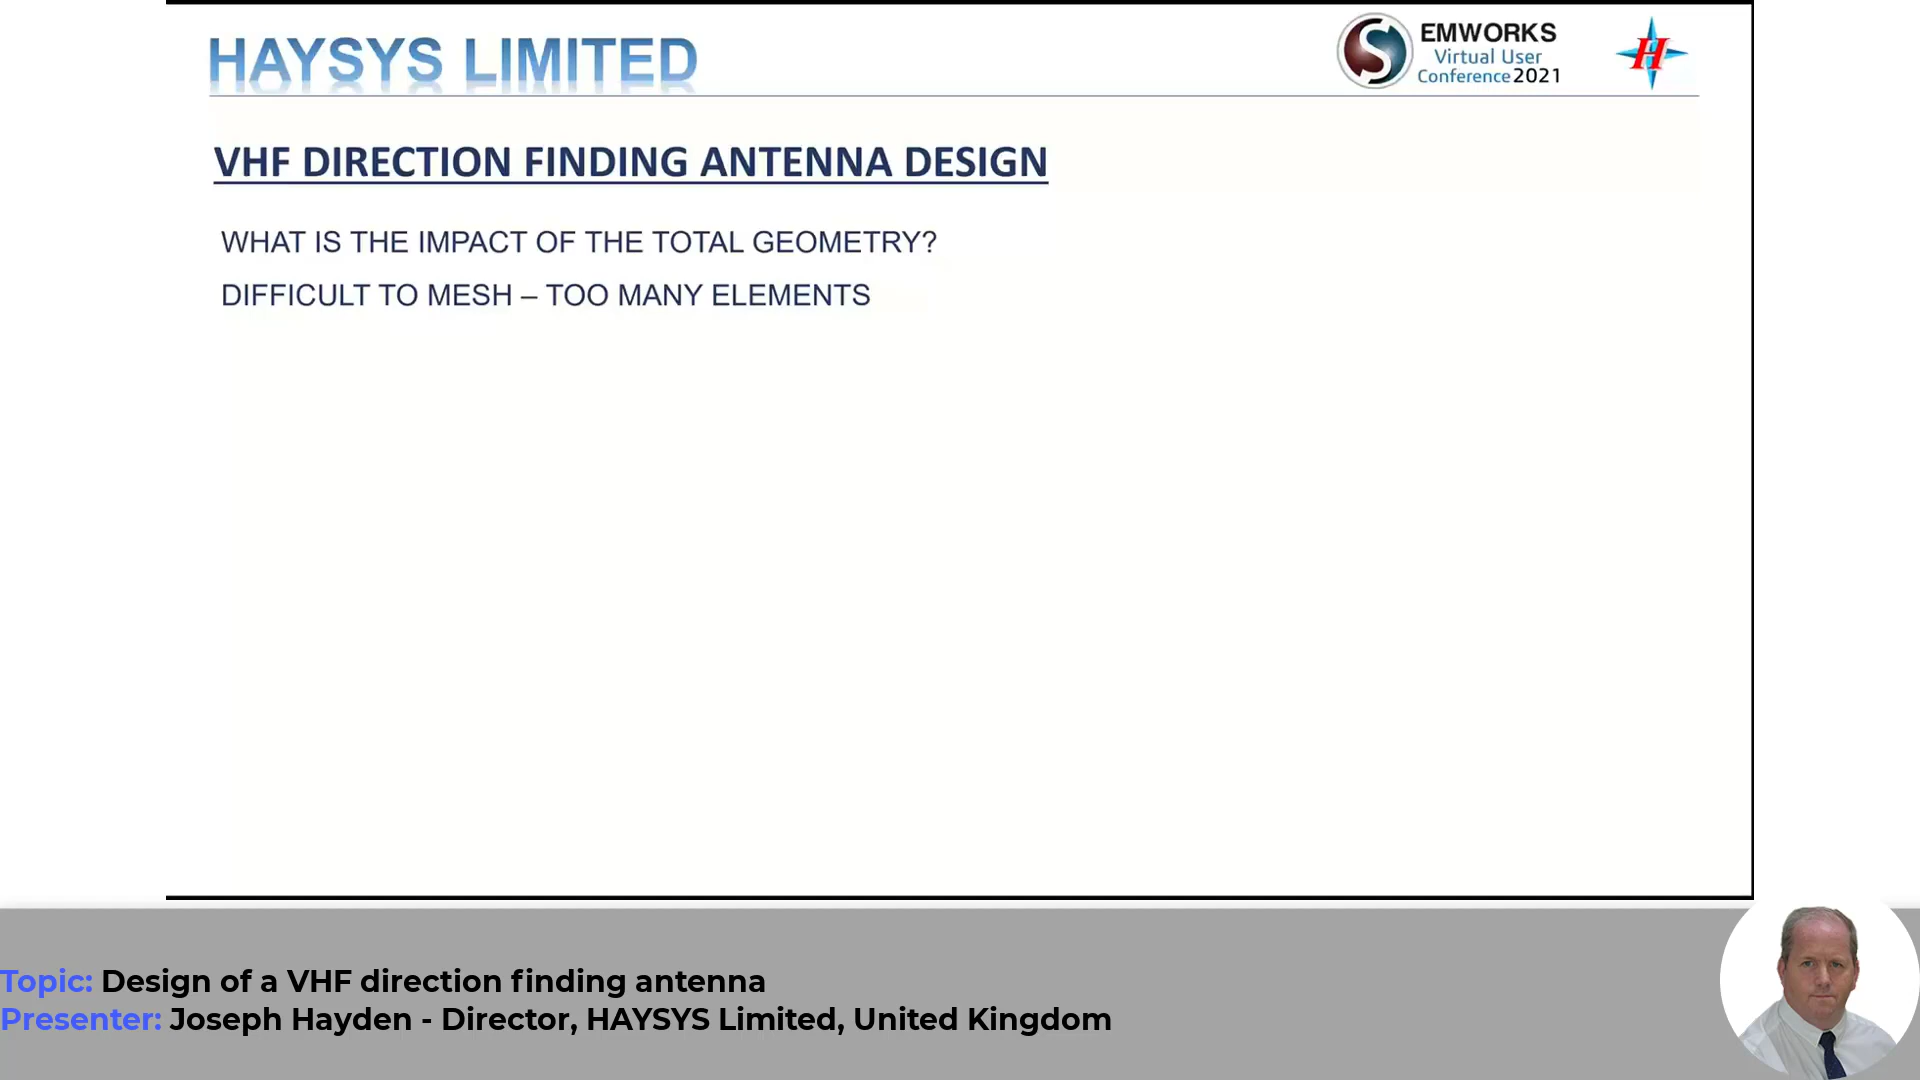 HAYSYS LIMITED
EMWORKS
Virtual User
Conference 2021
H
VHF DIRECTION FINDING ANTENNA DESIGN
WHAT IS THE IMPACT OF THE TOTAL GEOMETRY?
DIFFICULT TO MESH – TOO MANY ELEMENTS
Topic: Design of a VHF direction finding antenna
Presenter: Joseph Hayden - Director, HAYSYS Limited, United Kingdom